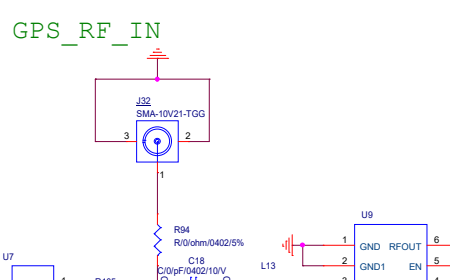 GPS_RF_IN
J32
SMA-10V21-TGG
3
2
1
R94
R/0/ohm/0402/5%
C18
C/0/pF/0402/10/V
L13
U7
U9
1
GND
RFOUT
6
2
GND1
EN
5